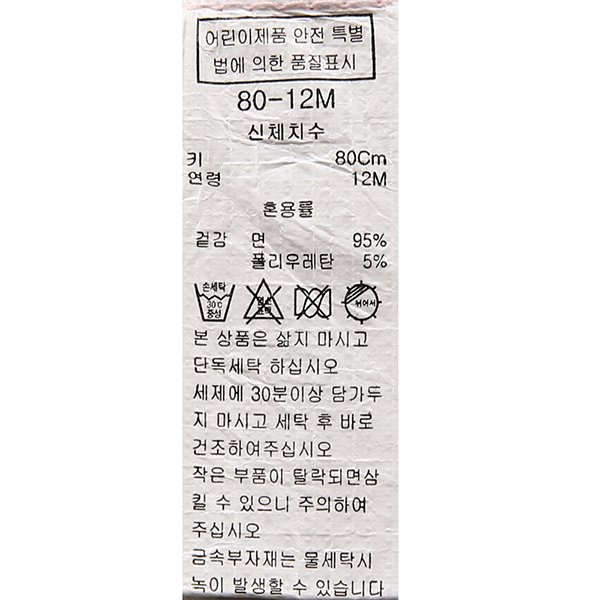 어린이제품 안전 특별
법에 의한 품질표시
80-12M
신체치수
키 80Cm
연령 12M
혼용률
겉감 면 95%
폴리우레탄 5%
손세탁
30℃
중성
염소
표백
뉘어서
본 상품은 삶지 마시고
단독세탁 하십시오
세제에 30분이상 담가두
지 마시고 세탁 후 바로
건조하여주십시오
작은 부품이 탈락되면삼
킬 수 있으니 주의하여
주십시오
금속부자재는 물세탁시
녹이 발생할 수 있습니다